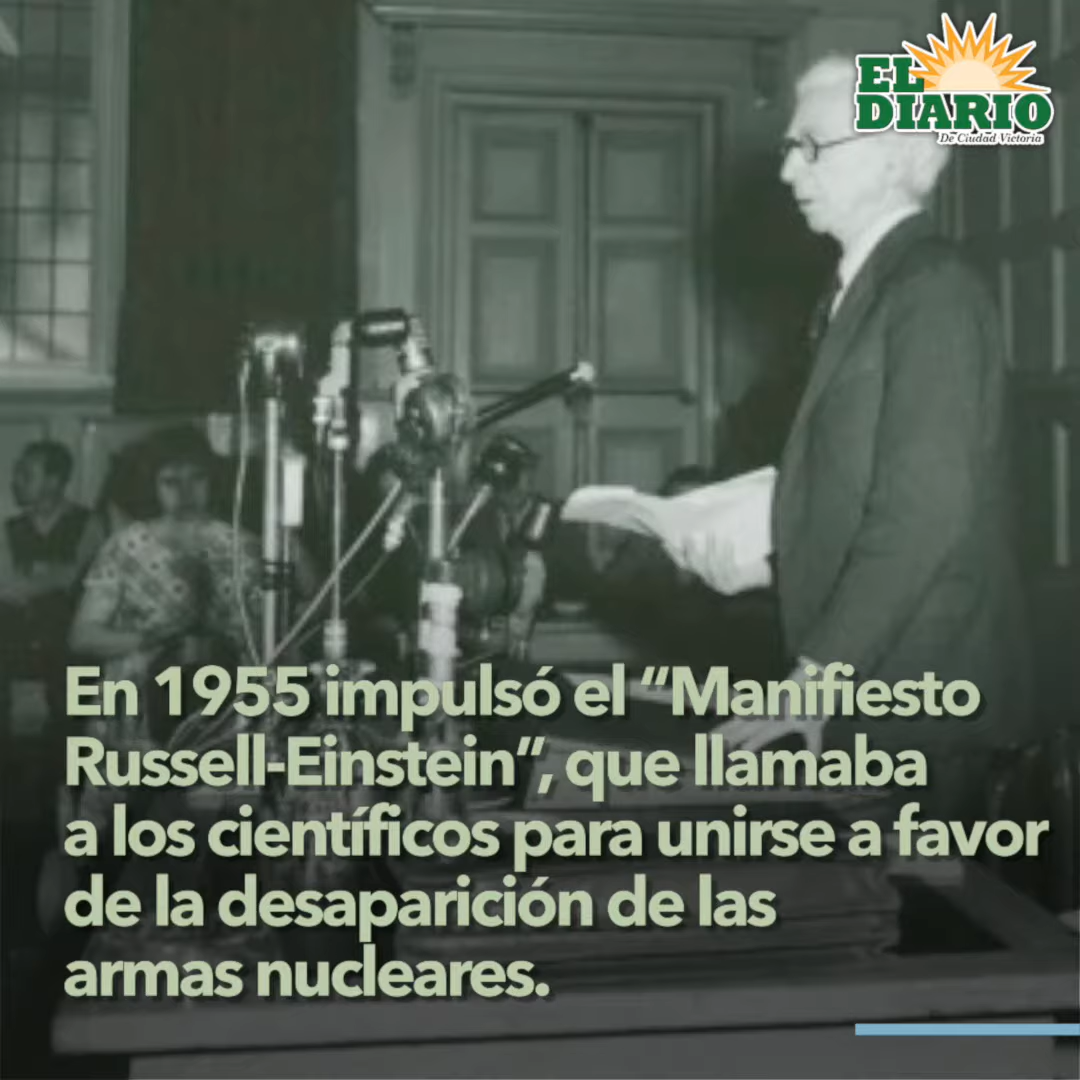 EL
DIARIO
De Ciudad Victoria
En 1955 impulsó el “Manifiesto
Russell-Einstein”, que llamaba
a los científicos para unirse a favor
de la desaparición de las
armas nucleares.